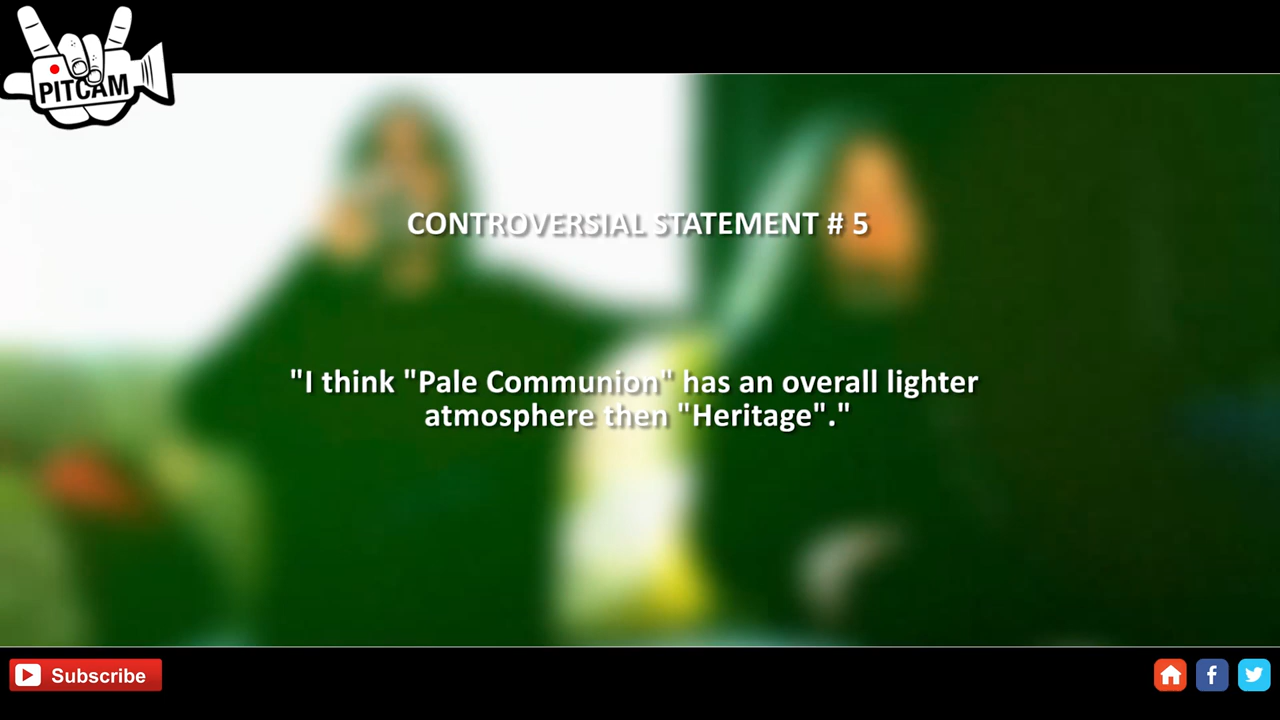 PITCAM
CONTROVERSIAL STATEMENT # 5
"I think "Pale Communion" has an overall lighter
atmosphere then "Heritage"."
Subscribe